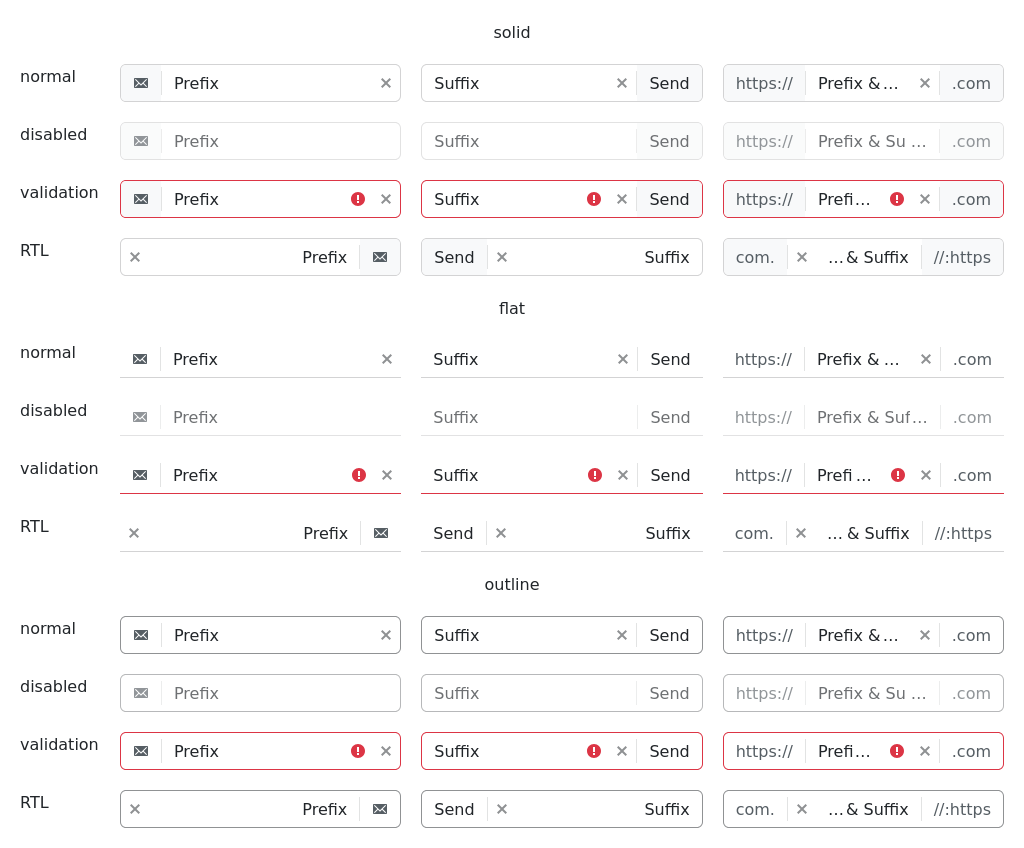 solid
normal Prefix Suffix Send https:// Prefix &... .com
disabled Prefix Suffix Send https:// Prefix & Su ... .com
validation Prefix Suffix Send https:// Prefi... .com
RTL Prefix Send Suffix com. ...& Suffix //:https
flat
normal Prefix Suffix Send https:// Prefix & ... .com
disabled Prefix Suffix Send https:// Prefix & Suf... .com
validation Prefix Suffix Send https:// Prefi ... .com
RTL Prefix Send Suffix com. ... & Suffix //:https
outline
normal Prefix Suffix Send https:// Prefix &... .com
disabled Prefix Suffix Send https:// Prefix & Su ... .com
validation Prefix Suffix Send https:// Prefi... .com
RTL Prefix Send Suffix com. ...& Suffix //:https